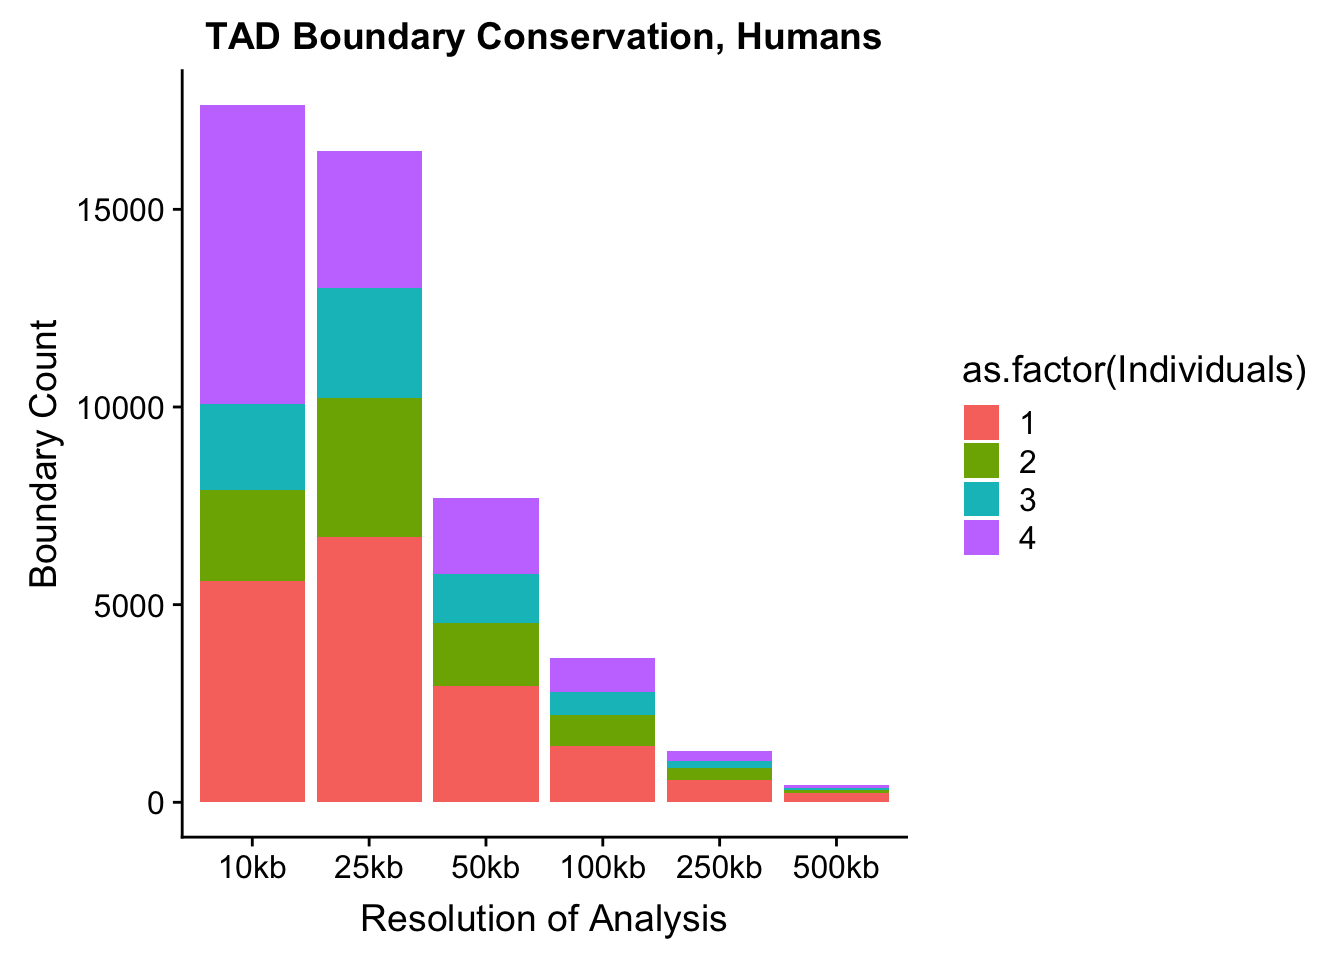 TAD Boundary Conservation, Humans
Boundary Count
15000
10000
5000
0
10kb 25kb 50kb 100kb 250kb 500kb
Resolution of Analysis
as.factor(Individuals)
1
2
3
4